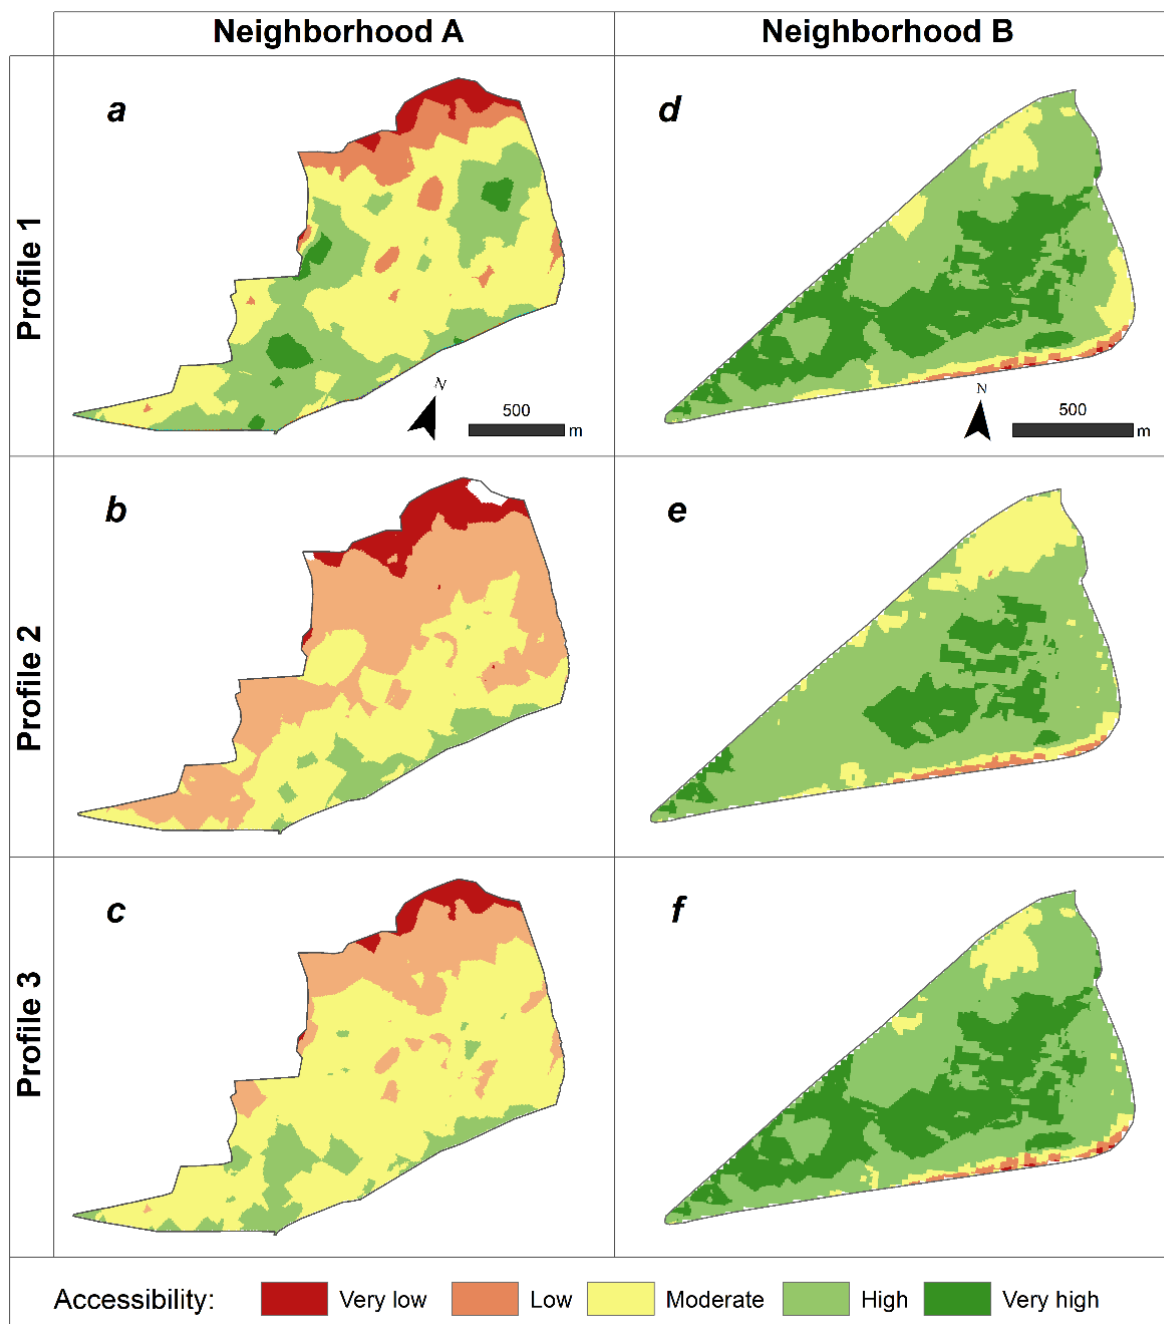 Neighborhood A
Neighborhood B
Profile 1
a
d
N
500
m
N
500
m
Profile 2
b
e
Profile 3
c
f
Accessibility:
Very low
Low
Moderate
High
Very high